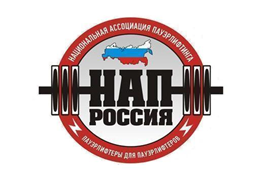 НАЦИОНАЛЬНАЯ АССОЦИАЦИЯ ПАУЭРЛИФТИНГА
НАП
РОССИЯ
ПАУЭРЛИФТЕРЫ ДЛЯ ПАУЭРЛИФТЕРОВ